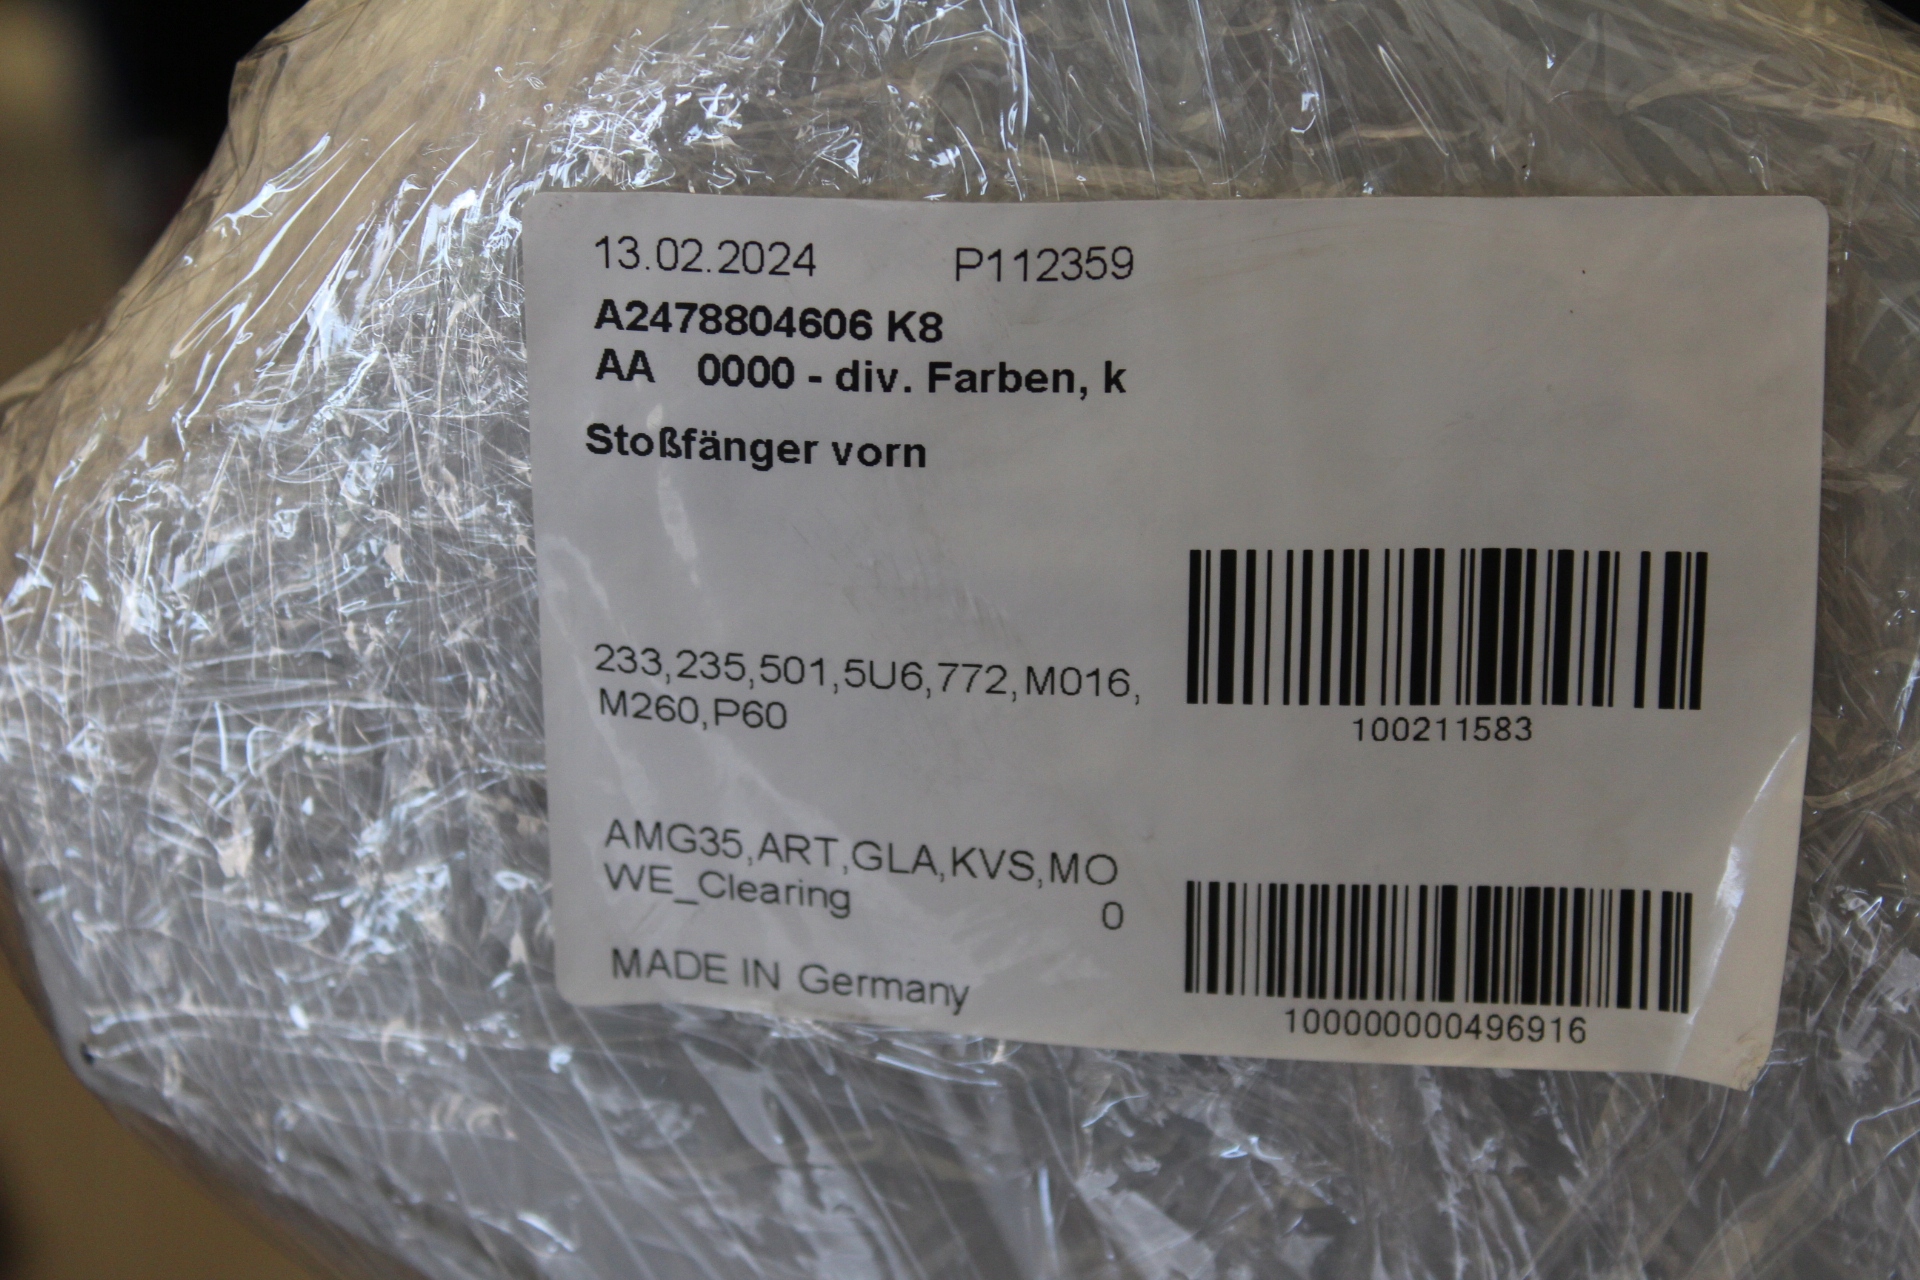 13.02.2024 P112359
A2478804606 K8
AA 0000 - div. Farben, k
Stoßfänger vorn
233,235,501,5U6,772,M016,
M260,P60
100211583
AMG35,ART,GLA,KVS,MO
WE_Clearing 0
MADE IN Germany
100000000496916